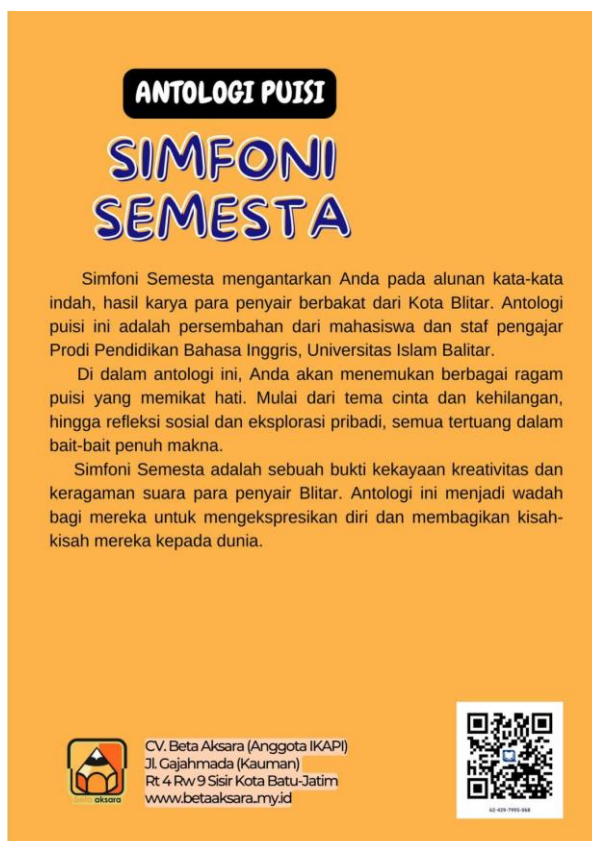 ANTOLOGI PUISI
SIMFONI
SEMESTA
Simfoni Semesta mengantarkan Anda pada alunan kata-kata
indah, hasil karya para penyair berbakat dari Kota Blitar. Antologi
puisi ini adalah persembahan dari mahasiswa dan staf pengajar
Prodi Pendidikan Bahasa Inggris, Universitas Islam Balitar.
Di dalam antologi ini, Anda akan menemukan berbagai ragam
puisi yang memikat hati. Mulai dari tema cinta dan kehilangan,
hingga refleksi sosial dan eksplorasi pribadi, semua tertuang dalam
bait-bait penuh makna.
Simfoni Semesta adalah sebuah bukti kekayaan kreativitas dan
keragaman suara para penyair Blitar. Antologi ini menjadi wadah
bagi mereka untuk mengekspresikan diri dan membagikan kisah-
kisah mereka kepada dunia.
beta aksara
CV. Beta Aksara (Anggota IKAPI)
Jl. Gajahmada (Kauman)
Rt 4 Rw 9 Sisir Kota Batu-Jatim
www.betaaksara.my.id